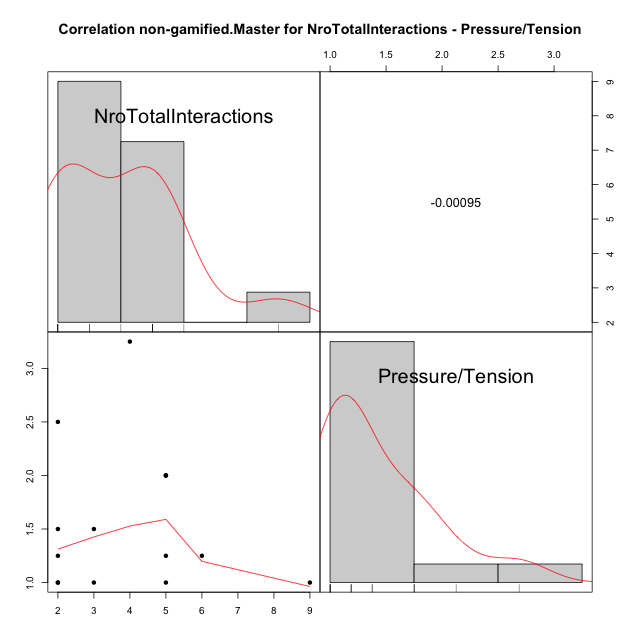 Correlation non-gamified.Master for NroTotalInteractions - Pressure/Tension
1.0 1.5 2.0 2.5 3.0
NroTotalInteractions
-0.00095
2 3 4 5 6 7 8 9
Pressure/Tension
1.0 1.5 2.0 2.5 3.0
2 3 4 5 6 7 8 9